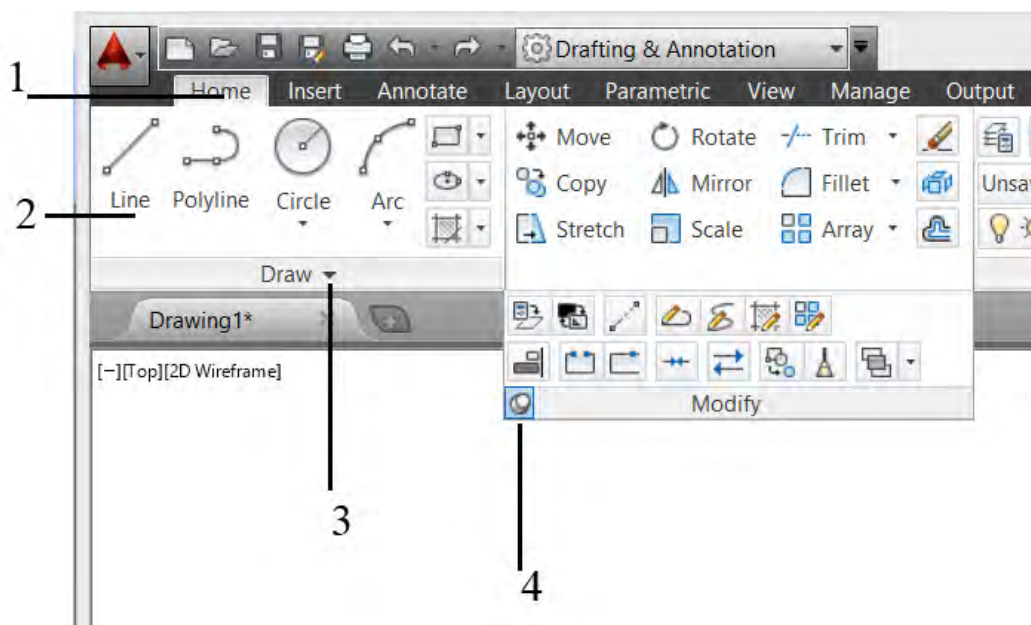 Drafting & Annotation
1
Home Insert Annotate Layout Parametric View Manage Output
Move Rotate Trim
Line Polyline Circle Arc
Copy Mirror Fillet
2
Stretch Scale Array
Draw
Drawing1*
[−][Top][2D Wireframe]
Modify
3
4